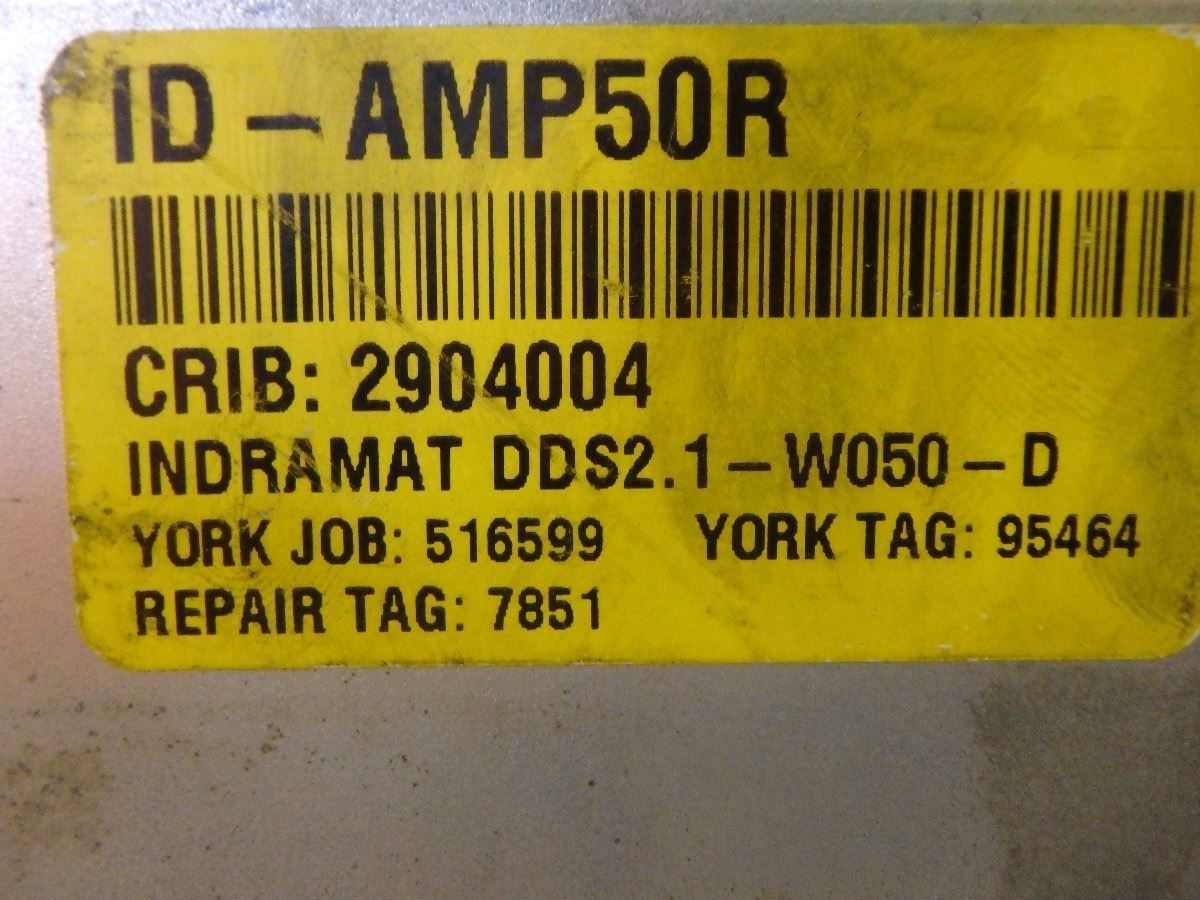 ID-AMP50R
CRIB: 2904004
INDRAMAT DDS2.1-W050-D
YORK JOB: 516599 YORK TAG: 95464
REPAIR TAG: 7851